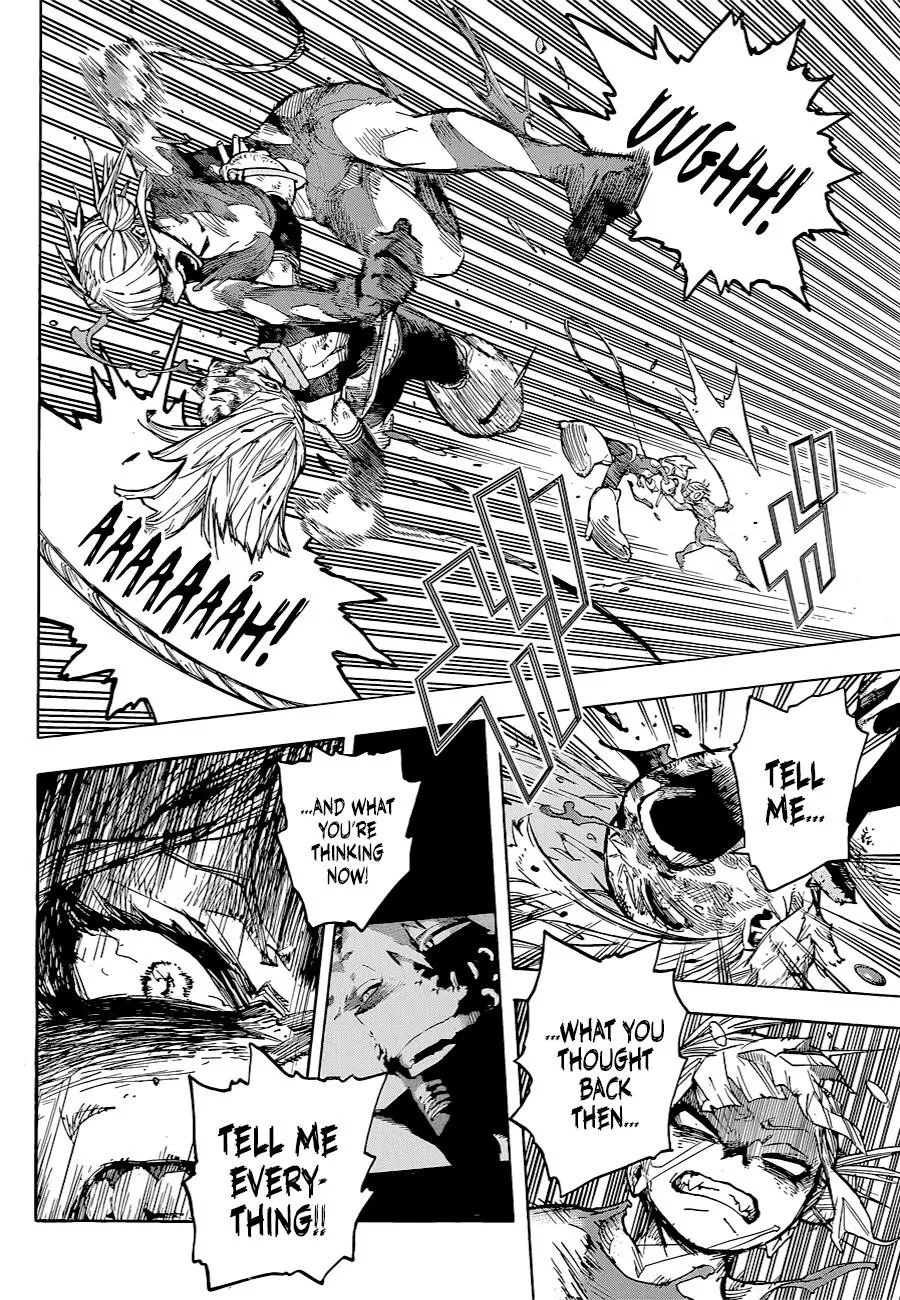 UUGHH!
AAAAAAAH!
TELL
ME...
...WHAT YOU
THOUGHT
BACK
THEN...
...AND WHAT
YOU'RE
THINKING
NOW!
TELL ME
EVERY-
THING!!